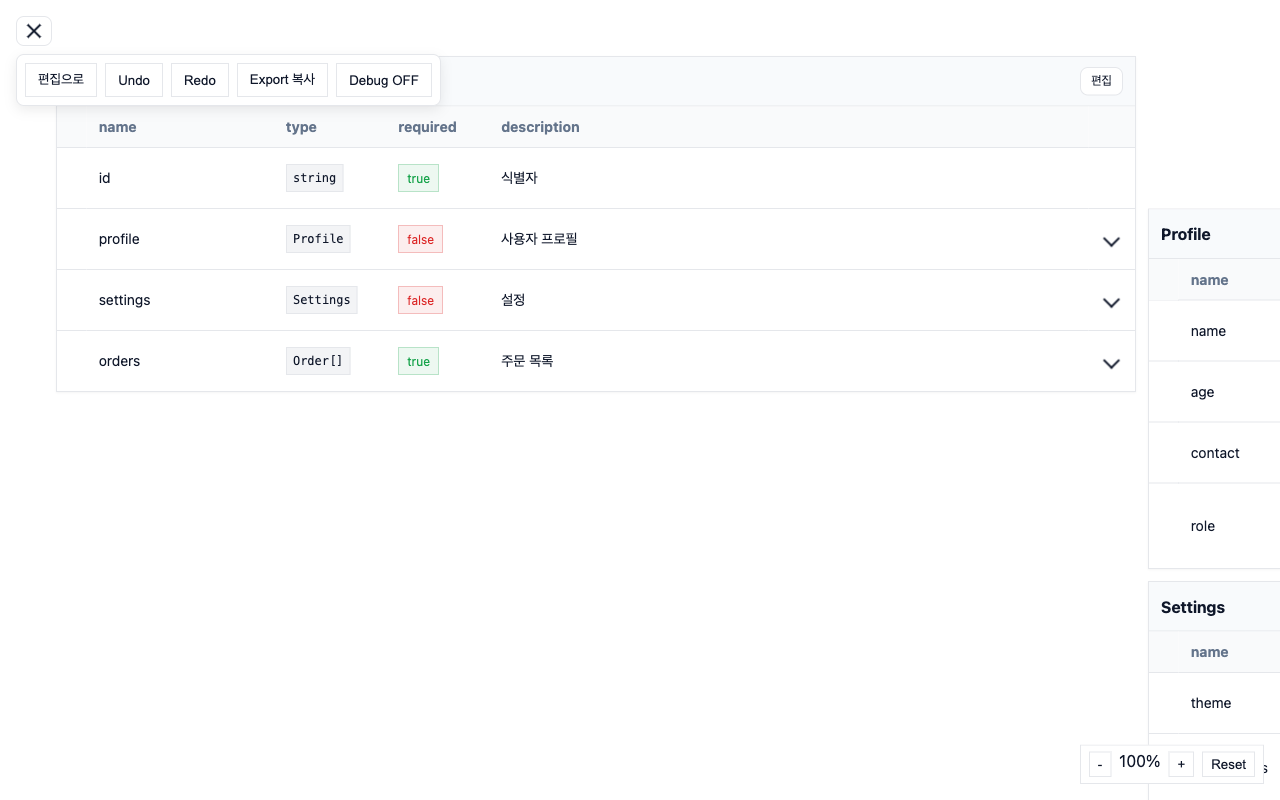 편집으로 Undo Redo Export 복사 Debug OFF
편집
name type required description
id string true 식별자
profile Profile false 사용자 프로필
settings Settings false 설정
orders Order[] true 주문 목록
Profile
name
name
age
contact
role
Settings
name
theme
- 100% + Reset